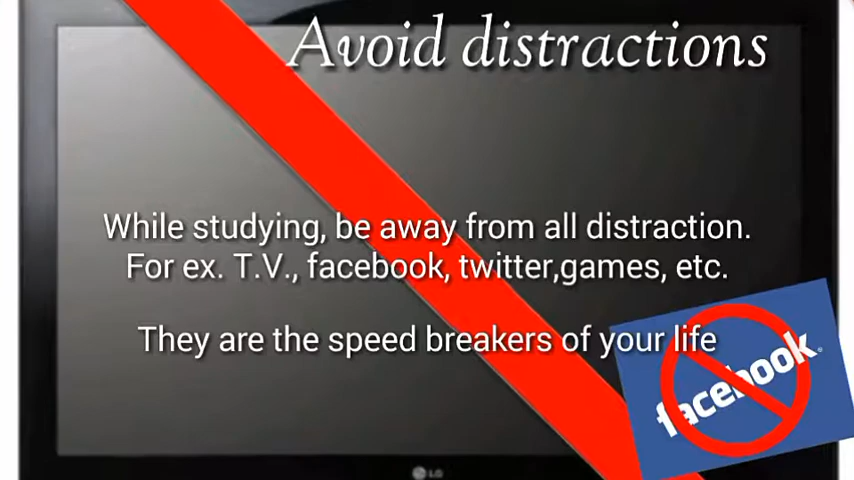 Avoid distractions
While studying, be away from all distraction.
For ex. T.V., facebook, twitter,games, etc.
They are the speed breakers of your life
facebook
LG